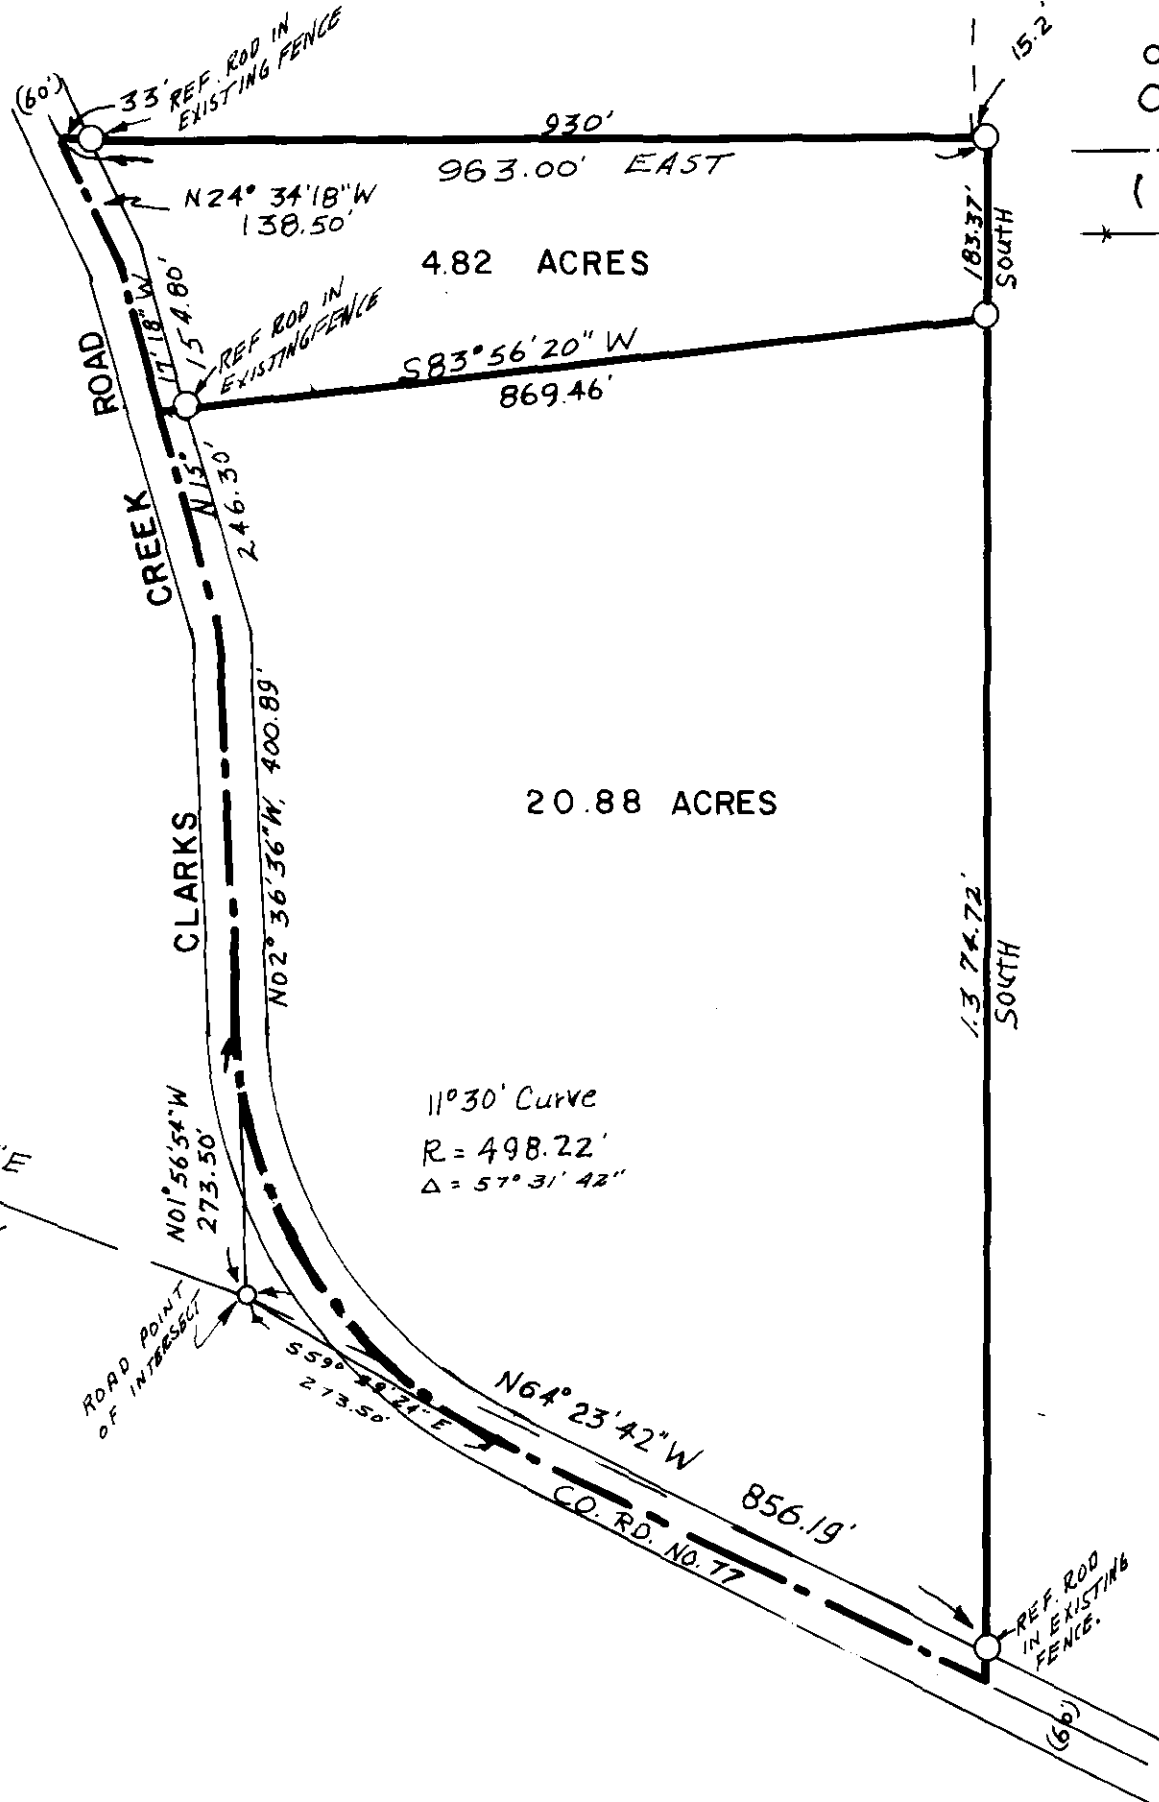 (60')
33'
REF. ROD IN
EXISTING FENCE
15.2'
930'
963.00' EAST
N24° 34'18"W
138.50'
4.82 ACRES
183.37'
SOUTH
REF ROD IN
EXISTING FENCE
S83°56'20" W
869.46'
N15° 17'18" W
154.80'
246.30'
CLARKS CREEK ROAD
N02° 36'36"W, 400.89'
20.88 ACRES
1374.72'
SOUTH
11°30' Curve
R = 498.22'
Δ = 57° 31' 42"
N01°56'54"W
273.50'
"E
ROAD POINT
OF INTERSECT
273.50'
N64° 23'42"W
856.19'
CO. RD. NO. 77
REF. ROD
IN EXISTING
FENCE.
(66')